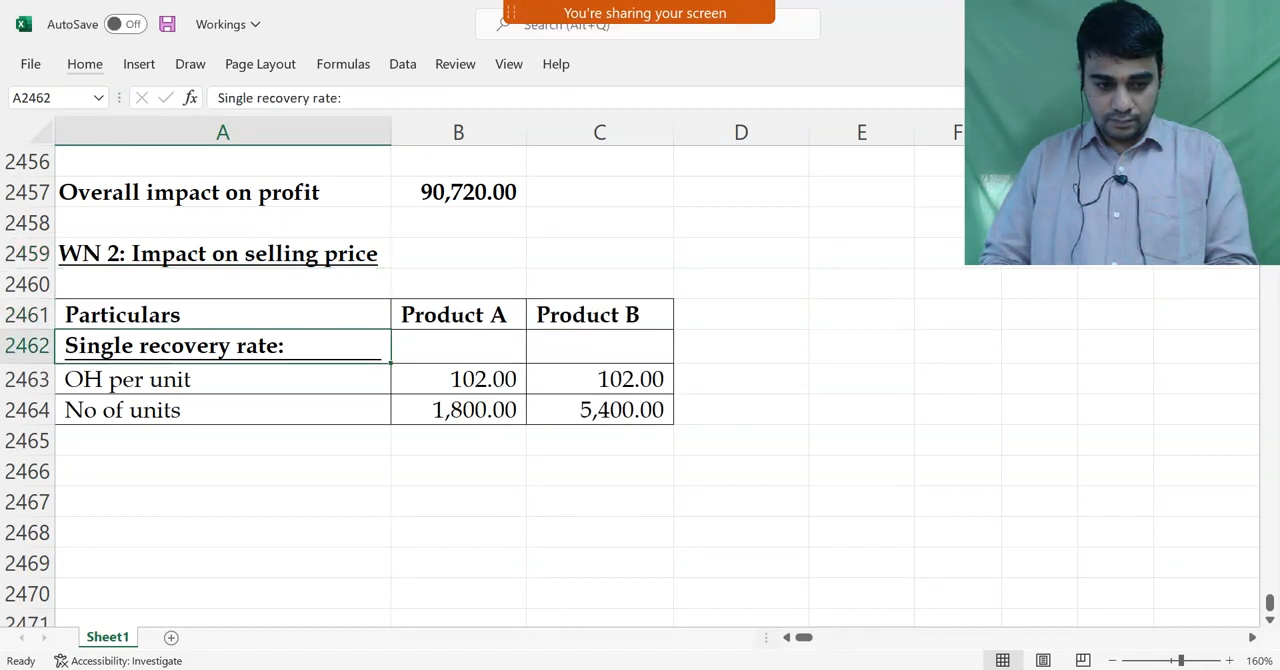 AutoSave Off Workings
You're sharing your screen
Search (Alt+Q)
File Home Insert Draw Page Layout Formulas Data Review View Help
A2462 fx Single recovery rate:
A B C D E F
2456
2457 Overall impact on profit 90,720.00
2458
2459 WN 2: Impact on selling price
2460
2461 Particulars Product A Product B
2462 Single recovery rate:
2463 OH per unit 102.00 102.00
2464 No of units 1,800.00 5,400.00
2465
2466
2467
2468
2469
2470
2471
Sheet1
Ready Accessibility: Investigate 160%